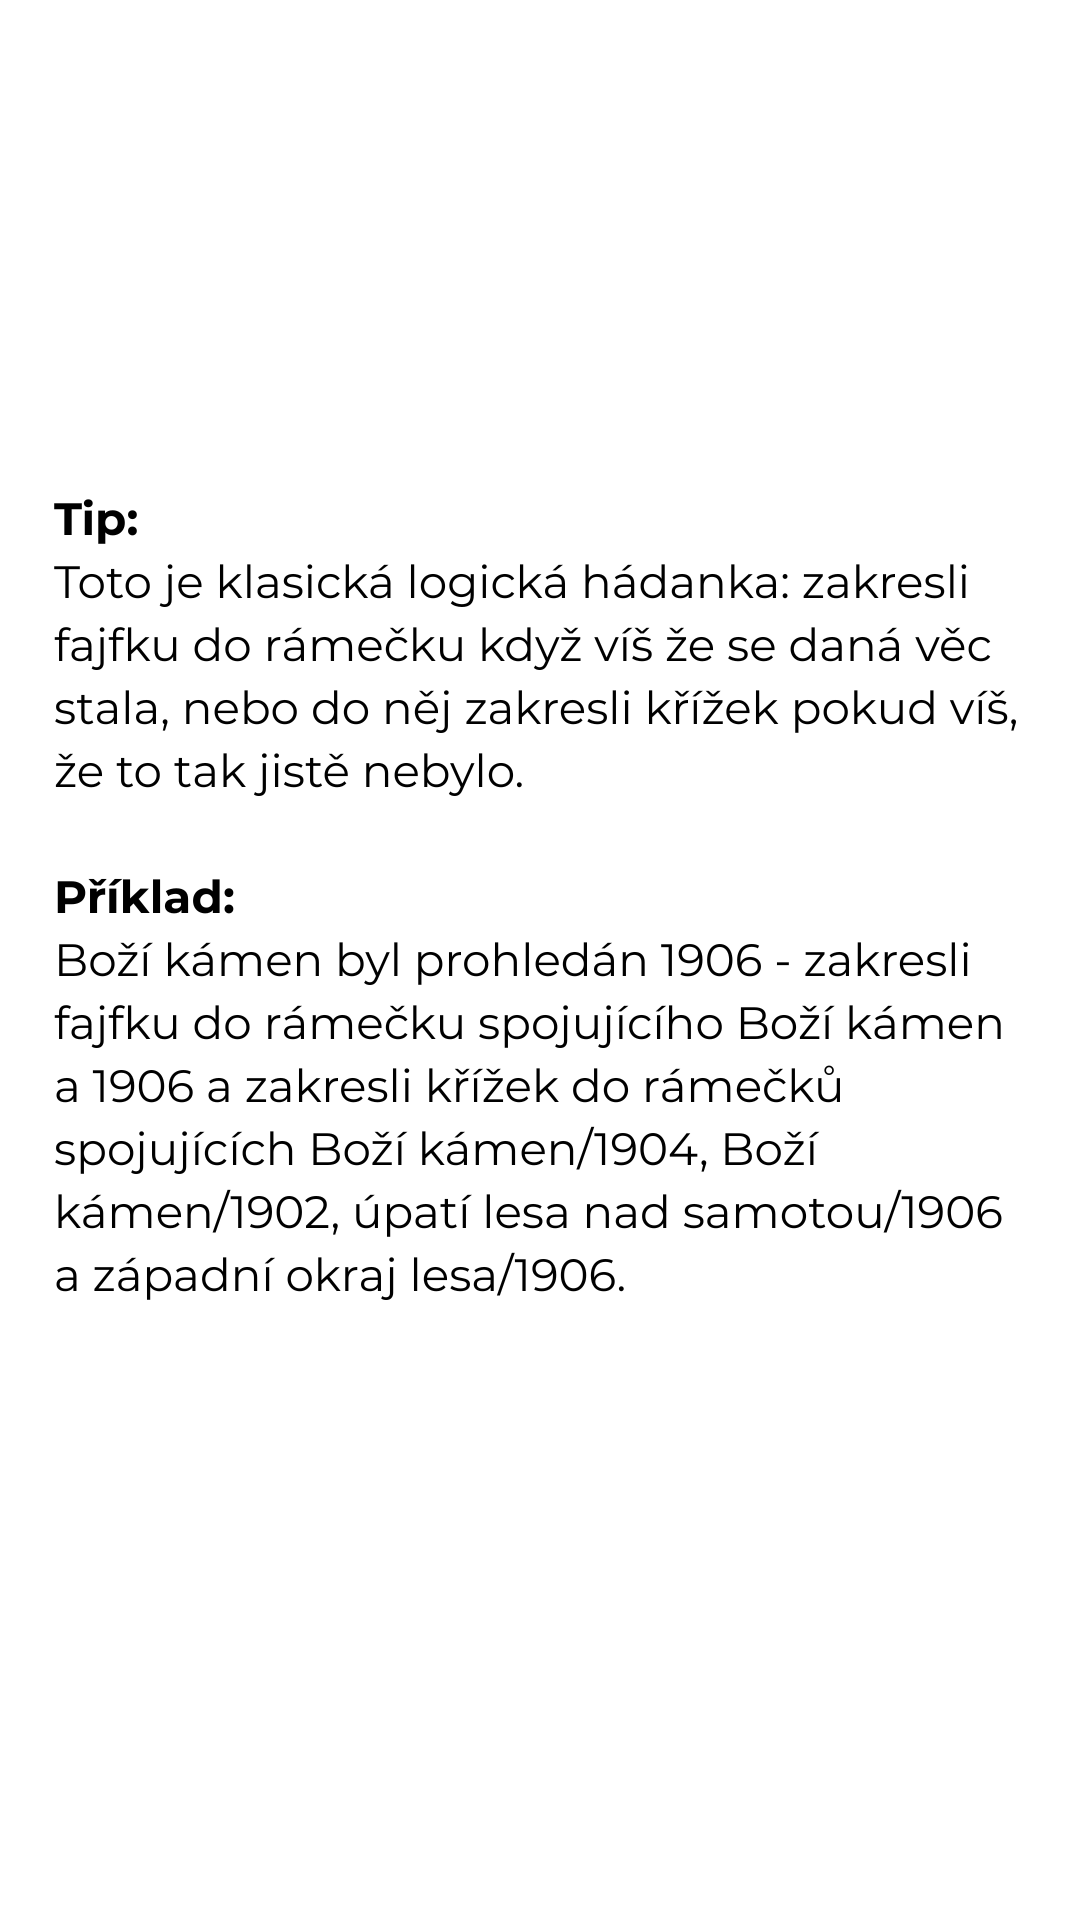 Tip:
Toto je klasická logická hádanka: zakresli
fajfku do rámečku když víš že se daná věc
stala, nebo do něj zakresli křížek pokud víš,
že to tak jistě nebylo.
Příklad:
Boží kámen byl prohledán 1906 - zakresli
fajfku do rámečku spojujícího Boží kámen
a 1906 a zakresli křížek do rámečků
spojujících Boží kámen/1904, Boží
kámen/1902, úpatí lesa nad samotou/1906
a západní okraj lesa/1906.